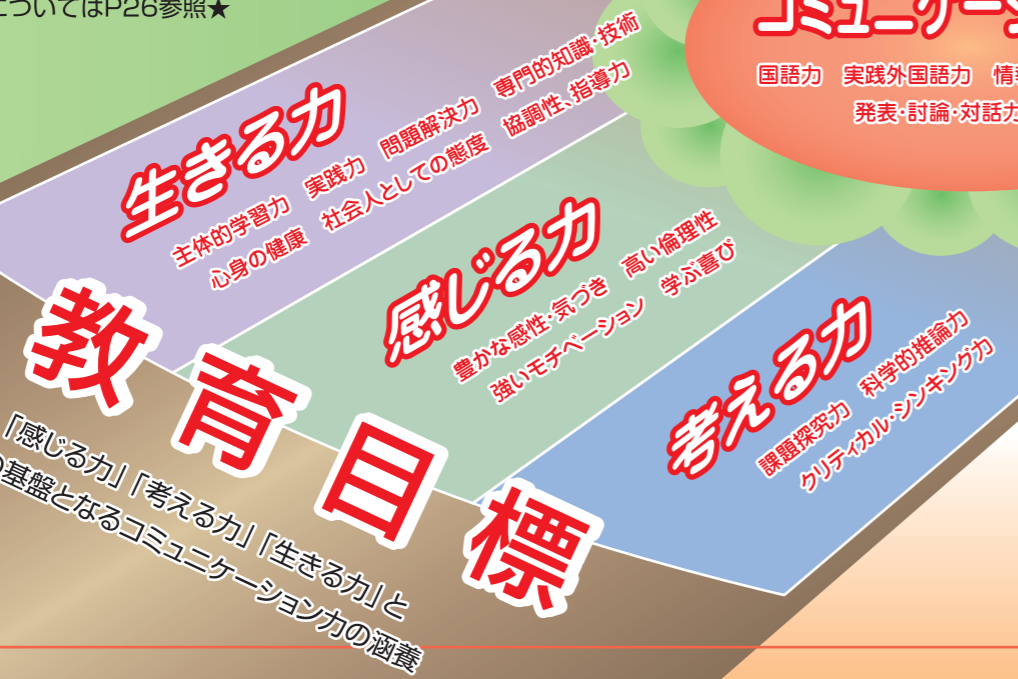 についてはP26参照★
コミュニケーシ
国語力　実践外国語力　情報
発表・討論・対話力
生きる力
主体的学習力　実践力　問題解決力　専門的知識・技術
心身の健康　社会人としての態度　協調性、指導力
感じる力
豊かな感性・気づき　高い倫理性
強いモチベーション　学ぶ喜び
考える力
課題探究力　科学的推論力
クリティカル・シンキング力
教育目標
「感じる力」「考える力」「生きる力」と
の基盤となるコミュニケーション力の涵養